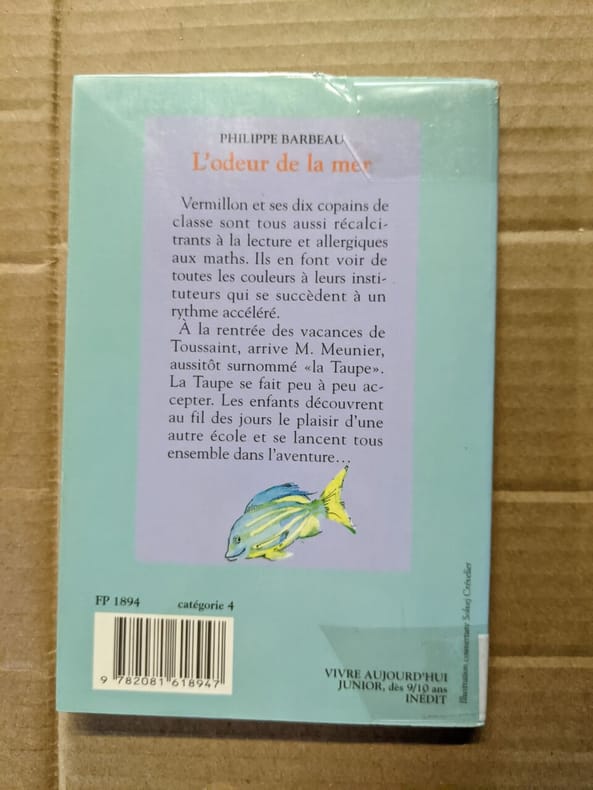 PHILIPPE BARBEAU
L'odeur de la mer
Vermillon et ses dix copains de
classe sont tous aussi récalci-
trants à la lecture et allergiques
aux maths. Ils en font voir de
toutes les couleurs à leurs insti-
tuteurs qui se succèdent à un
rythme accéléré.
À la rentrée des vacances de
Toussaint, arrive M. Meunier,
aussitôt surnommé «la Taupe».
La Taupe se fait peu à peu ac-
cepter. Les enfants découvrent
au fil des jours le plaisir d'une
autre école et se lancent tous
ensemble dans l'aventure...
FP 1894 catégorie 4
9 782081 618947
VIVRE AUJOURD'HUI
JUNIOR, dès 9/10 ans
INÉDIT
Illustration couverture